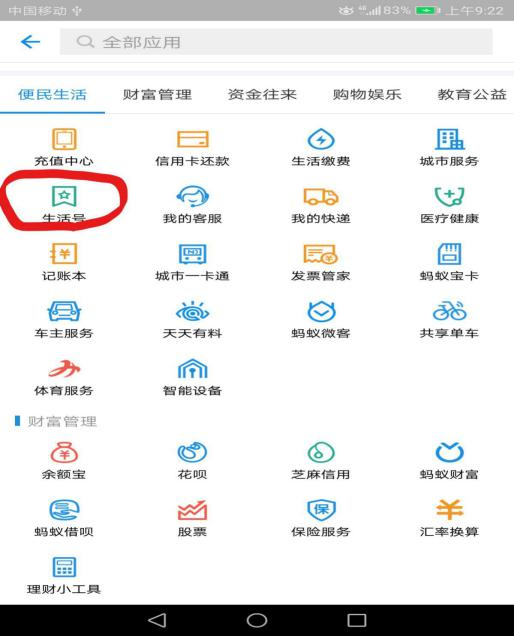 中国移动 4G 83% 上午9:22
全部应用
便民生活 财富管理 资金往来 购物娱乐 教育公益
充值中心 信用卡还款 生活缴费 城市服务
生活号 我的客服 我的快递 医疗健康
记账本 城市一卡通 发票管家 蚂蚁宝卡
车主服务 天天有料 蚂蚁微客 共享单车
体育服务 智能设备
财富管理
余额宝 花呗 芝麻信用 蚂蚁财富
保
蚂蚁借呗 股票 保险服务 汇率换算
理财小工具